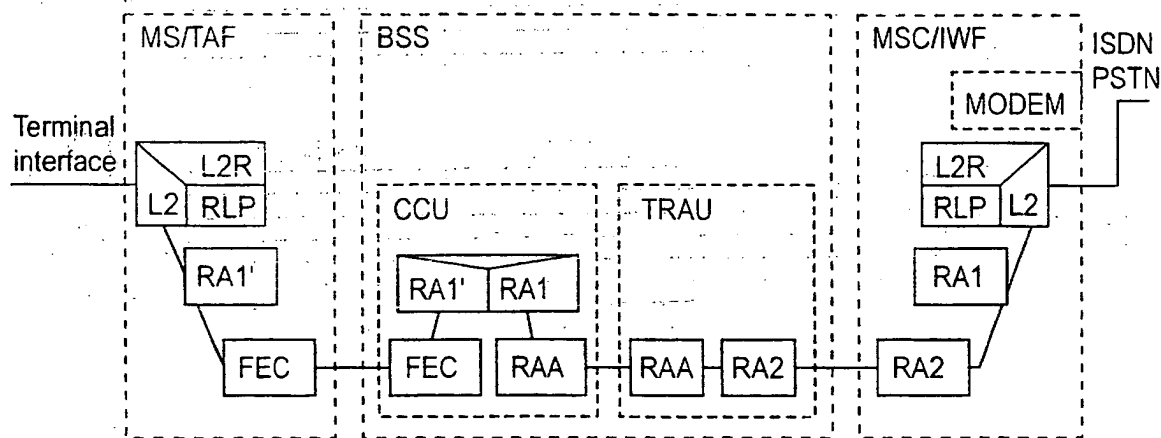 MS/TAF
BSS
MSC/IWF
ISDN
PSTN
MODEM
Terminal
interface
L2R
L2
RLP
L2R
RLP
L2
CCU
TRAU
RA1'
RA1'
RA1
RA1
FEC
FEC
RAA
RAA
RA2
RA2